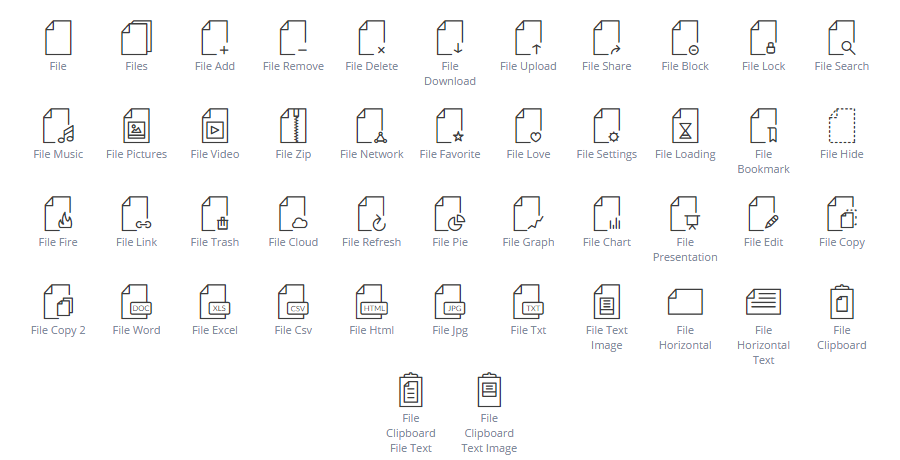 File Files File Add File Remove File Delete File Download File Upload File Share File Block File Lock File Search
File Music File Pictures File Video File Zip File Network File Favorite File Love File Settings File Loading File Bookmark File Hide
File Fire File Link File Trash File Cloud File Refresh File Pie File Graph File Chart File Presentation File Edit File Copy
DOC XLS CSV HTML JPG TXT
File Copy 2 File Word File Excel File Csv File Html File Jpg File Txt File Text Image File Horizontal File Horizontal Text File Clipboard
File Clipboard File Text File Clipboard Text Image